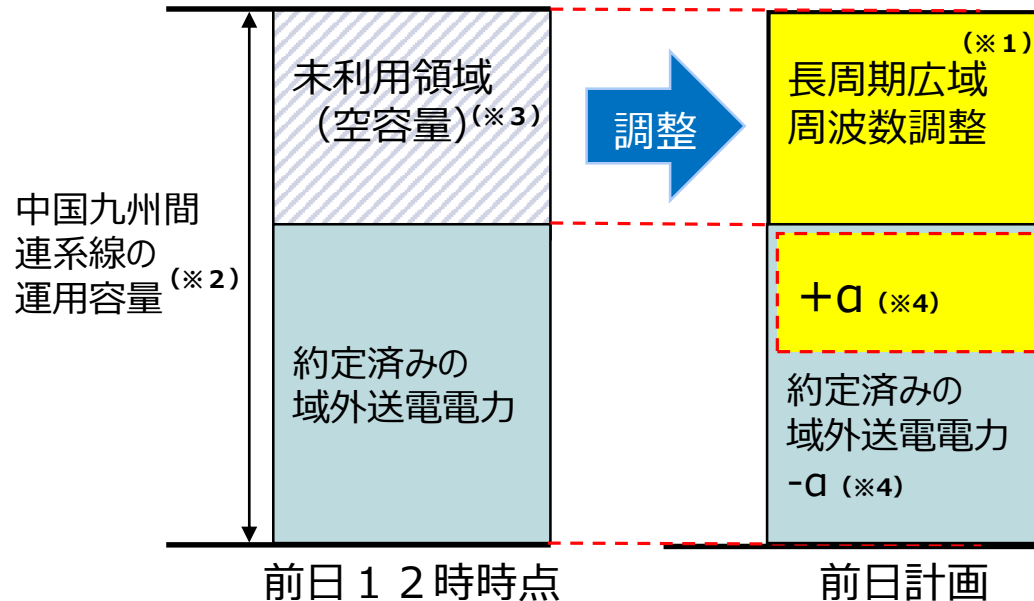 中国九州間
連系線の
運用容量(※2)
未利用領域
(空容量)(※3)
約定済みの
域外送電電力
前日12時時点
調整
(※1)
長周期広域
周波数調整
+α(※4)
約定済みの
域外送電電力
-α(※4)
前日計画